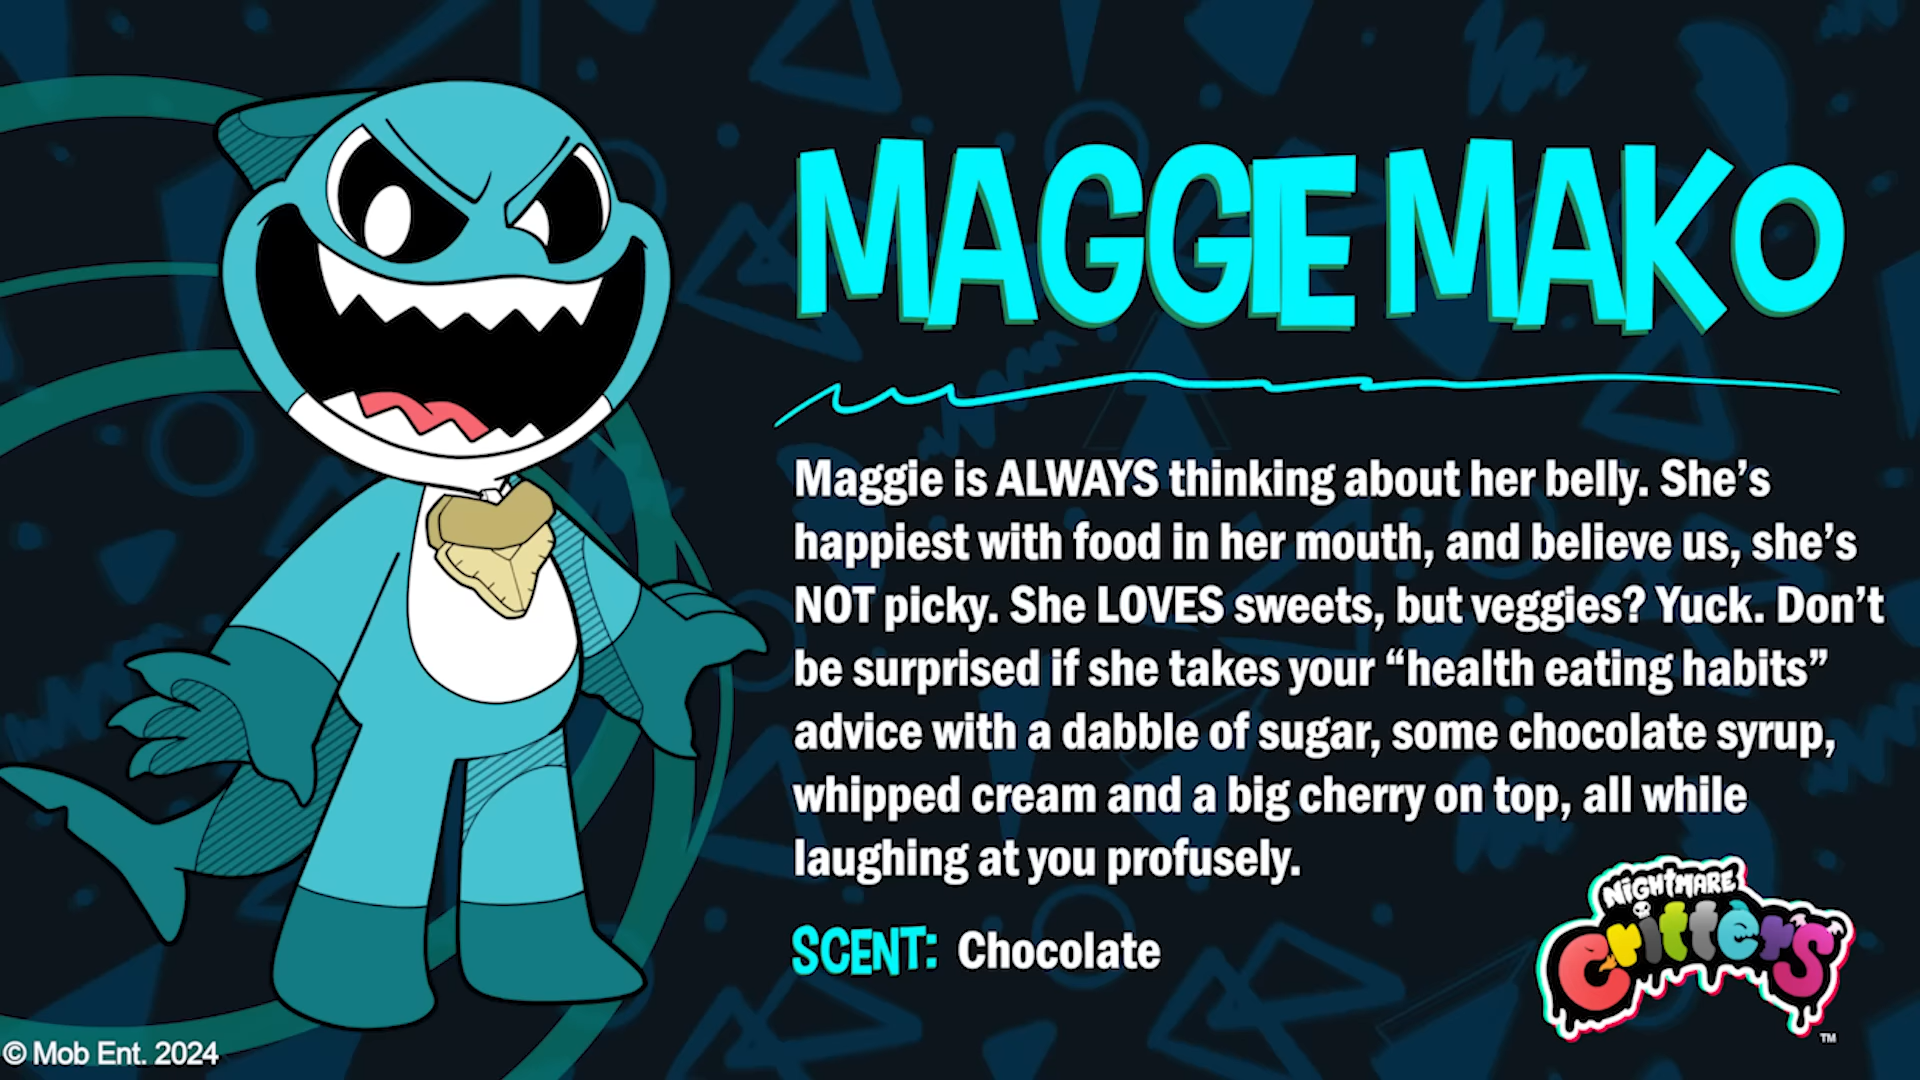 MAGGIE MAKO
Maggie is ALWAYS thinking about her belly. She’s
happiest with food in her mouth, and believe us, she’s
NOT picky. She LOVES sweets, but veggies? Yuck. Don’t
be surprised if she takes your “health eating habits”
advice with a dabble of sugar, some chocolate syrup,
whipped cream and a big cherry on top, all while
laughing at you profusely.
SCENT: Chocolate
NIGHTMARE
critters
TM
© Mob Ent. 2024